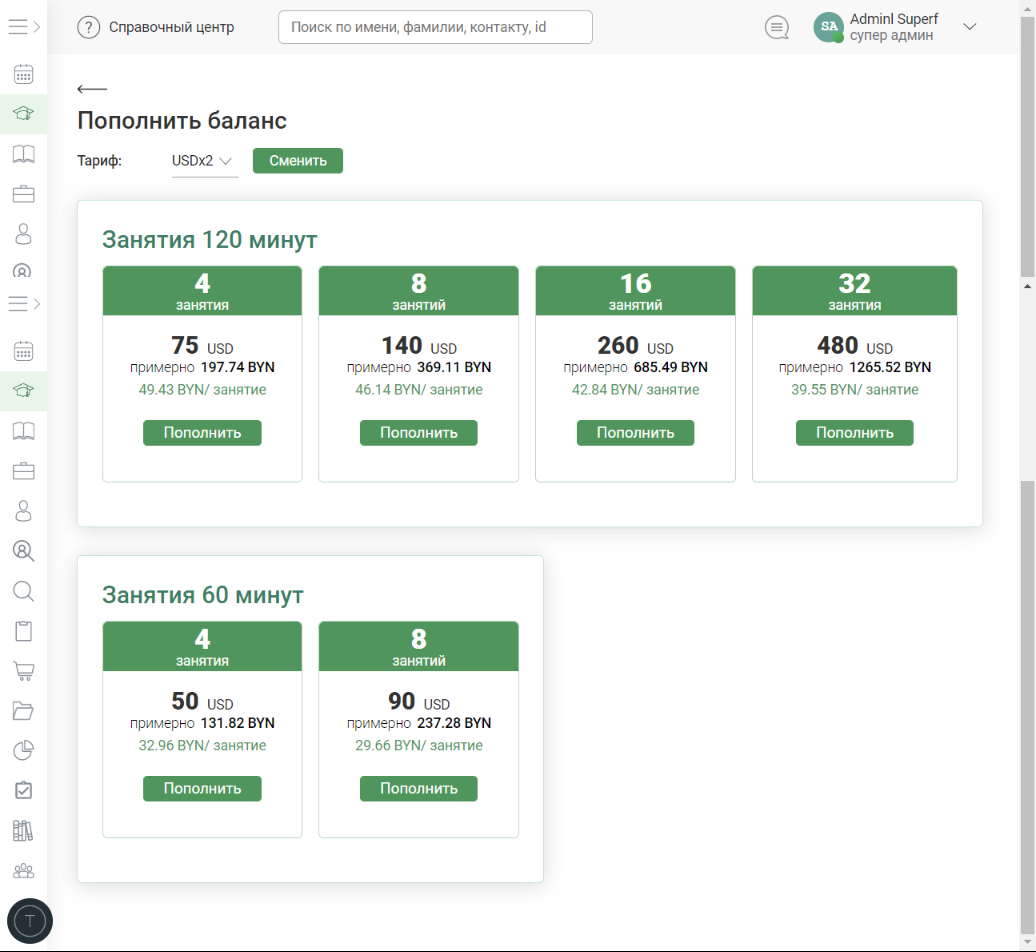 ? Справочный центр
Поиск по имени, фамилии, контакту, id
SA
Adminl Superf
супер админ
Пополнить баланс
Тариф: USDx2 Сменить
Занятия 120 минут
4 8 16 32
занятия занятий занятий занятия
75 USD 140 USD 260 USD 480 USD
примерно 197.74 BYN примерно 369.11 BYN примерно 685.49 BYN примерно 1265.52 BYN
49.43 BYN/ занятие 46.14 BYN/ занятие 42.84 BYN/ занятие 39.55 BYN/ занятие
Пополнить Пополнить Пополнить Пополнить
Занятия 60 минут
4 8
занятия занятий
50 USD 90 USD
примерно 131.82 BYN примерно 237.28 BYN
32.96 BYN/ занятие 29.66 BYN/ занятие
Пополнить Пополнить
T